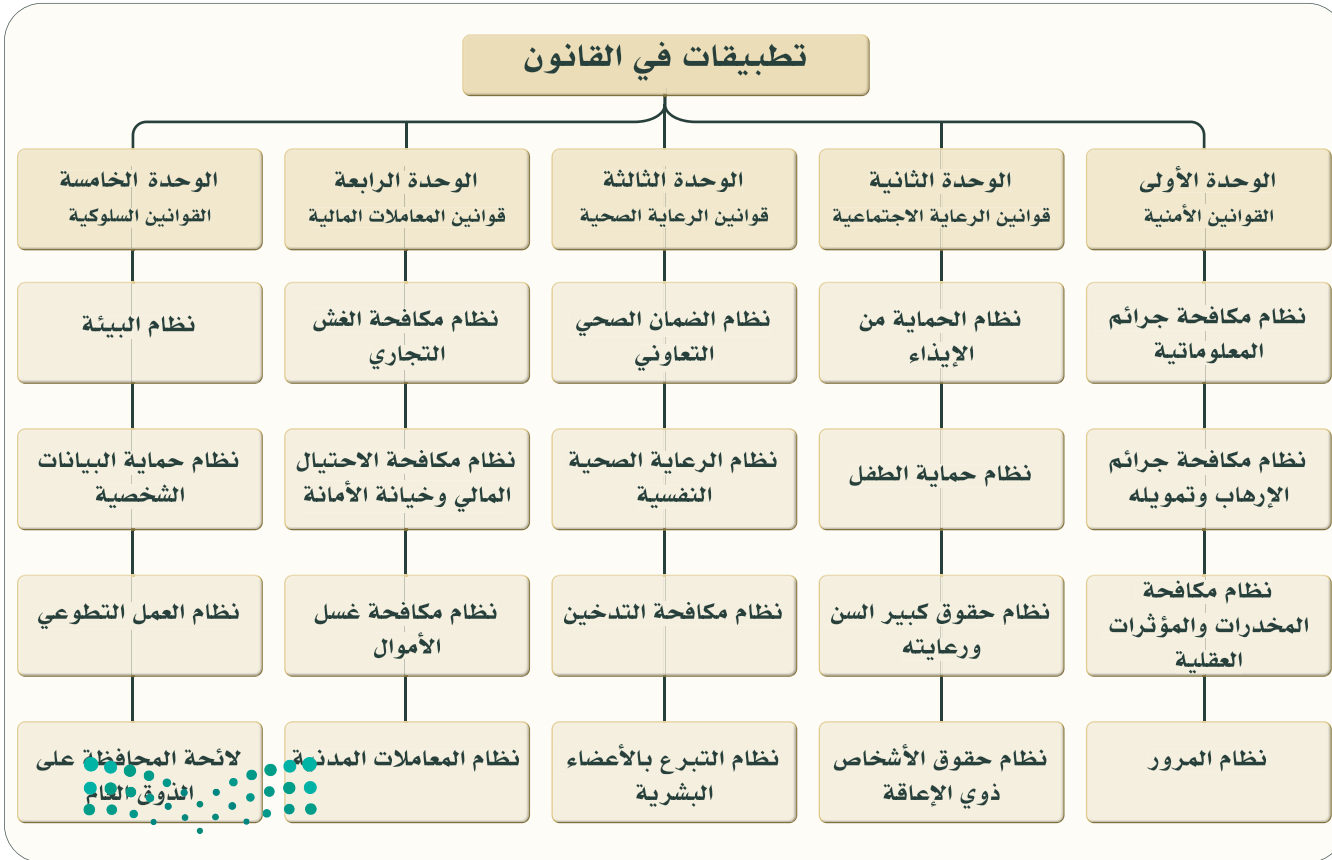 تطبيقات في القانون
الوحدة الأولى
القوانين الأمنية
نظام مكافحة جرائم
المعلوماتية
نظام مكافحة جرائم
الإرهاب وتمويله
نظام مكافحة
المخدرات والمؤثرات
العقلية
نظام المرور
الوحدة الثانية
قوانين الرعاية الاجتماعية
نظام الحماية من
الإيذاء
نظام حماية الطفل
نظام حقوق كبير السن
ورعايته
نظام حقوق الأشخاص
ذوي الإعاقة
الوحدة الثالثة
قوانين الرعاية الصحية
نظام الضمان الصحي
التعاوني
نظام الرعاية الصحية
النفسية
نظام مكافحة التدخين
نظام التبرع بالأعضاء
البشرية
الوحدة الرابعة
قوانين المعاملات المالية
نظام مكافحة الغش
التجاري
نظام مكافحة الاحتيال
المالي وخيانة الأمانة
نظام مكافحة غسل
الأموال
نظام المعاملات المدنية
الوحدة الخامسة
القوانين السلوكية
نظام البيئة
نظام حماية البيانات
الشخصية
نظام العمل التطوعي
لائحة المحافظة على
الذوق العام